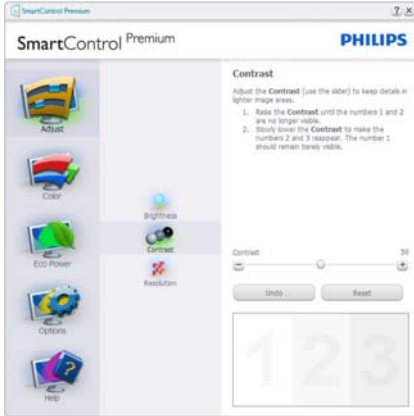 SmartControl Premium
SmartControl Premium
PHILIPS
Adjust
Color
Eco Power
Options
Help
Brightness
Contrast
Resolution
Contrast
Adjust the Contrast (use the slider) to keep details in
lighter image areas.
1. Raise the Contrast until the numbers 1 and 2
are no longer visible.
2. Slowly lower the Contrast to make the
numbers 2 and 3 reappear. The number 1
should remain barely visible.
Contrast
50
Undo
Reset
1 2 3